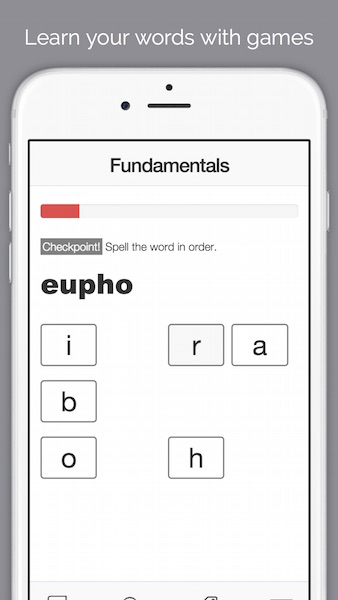 Learn your words with games
Fundamentals
Checkpoint! Spell the word in order.
eupho
i r a
b
o h